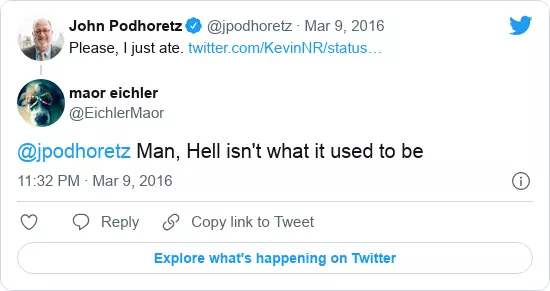 John Podhoretz @jpodhoretz · Mar 9, 2016
Please, I just ate. twitter.com/KevinNR/status…
maor eichler
@EichlerMaor
@jpodhoretz Man, Hell isn't what it used to be
11:32 PM · Mar 9, 2016
Reply Copy link to Tweet
Explore what's happening on Twitter